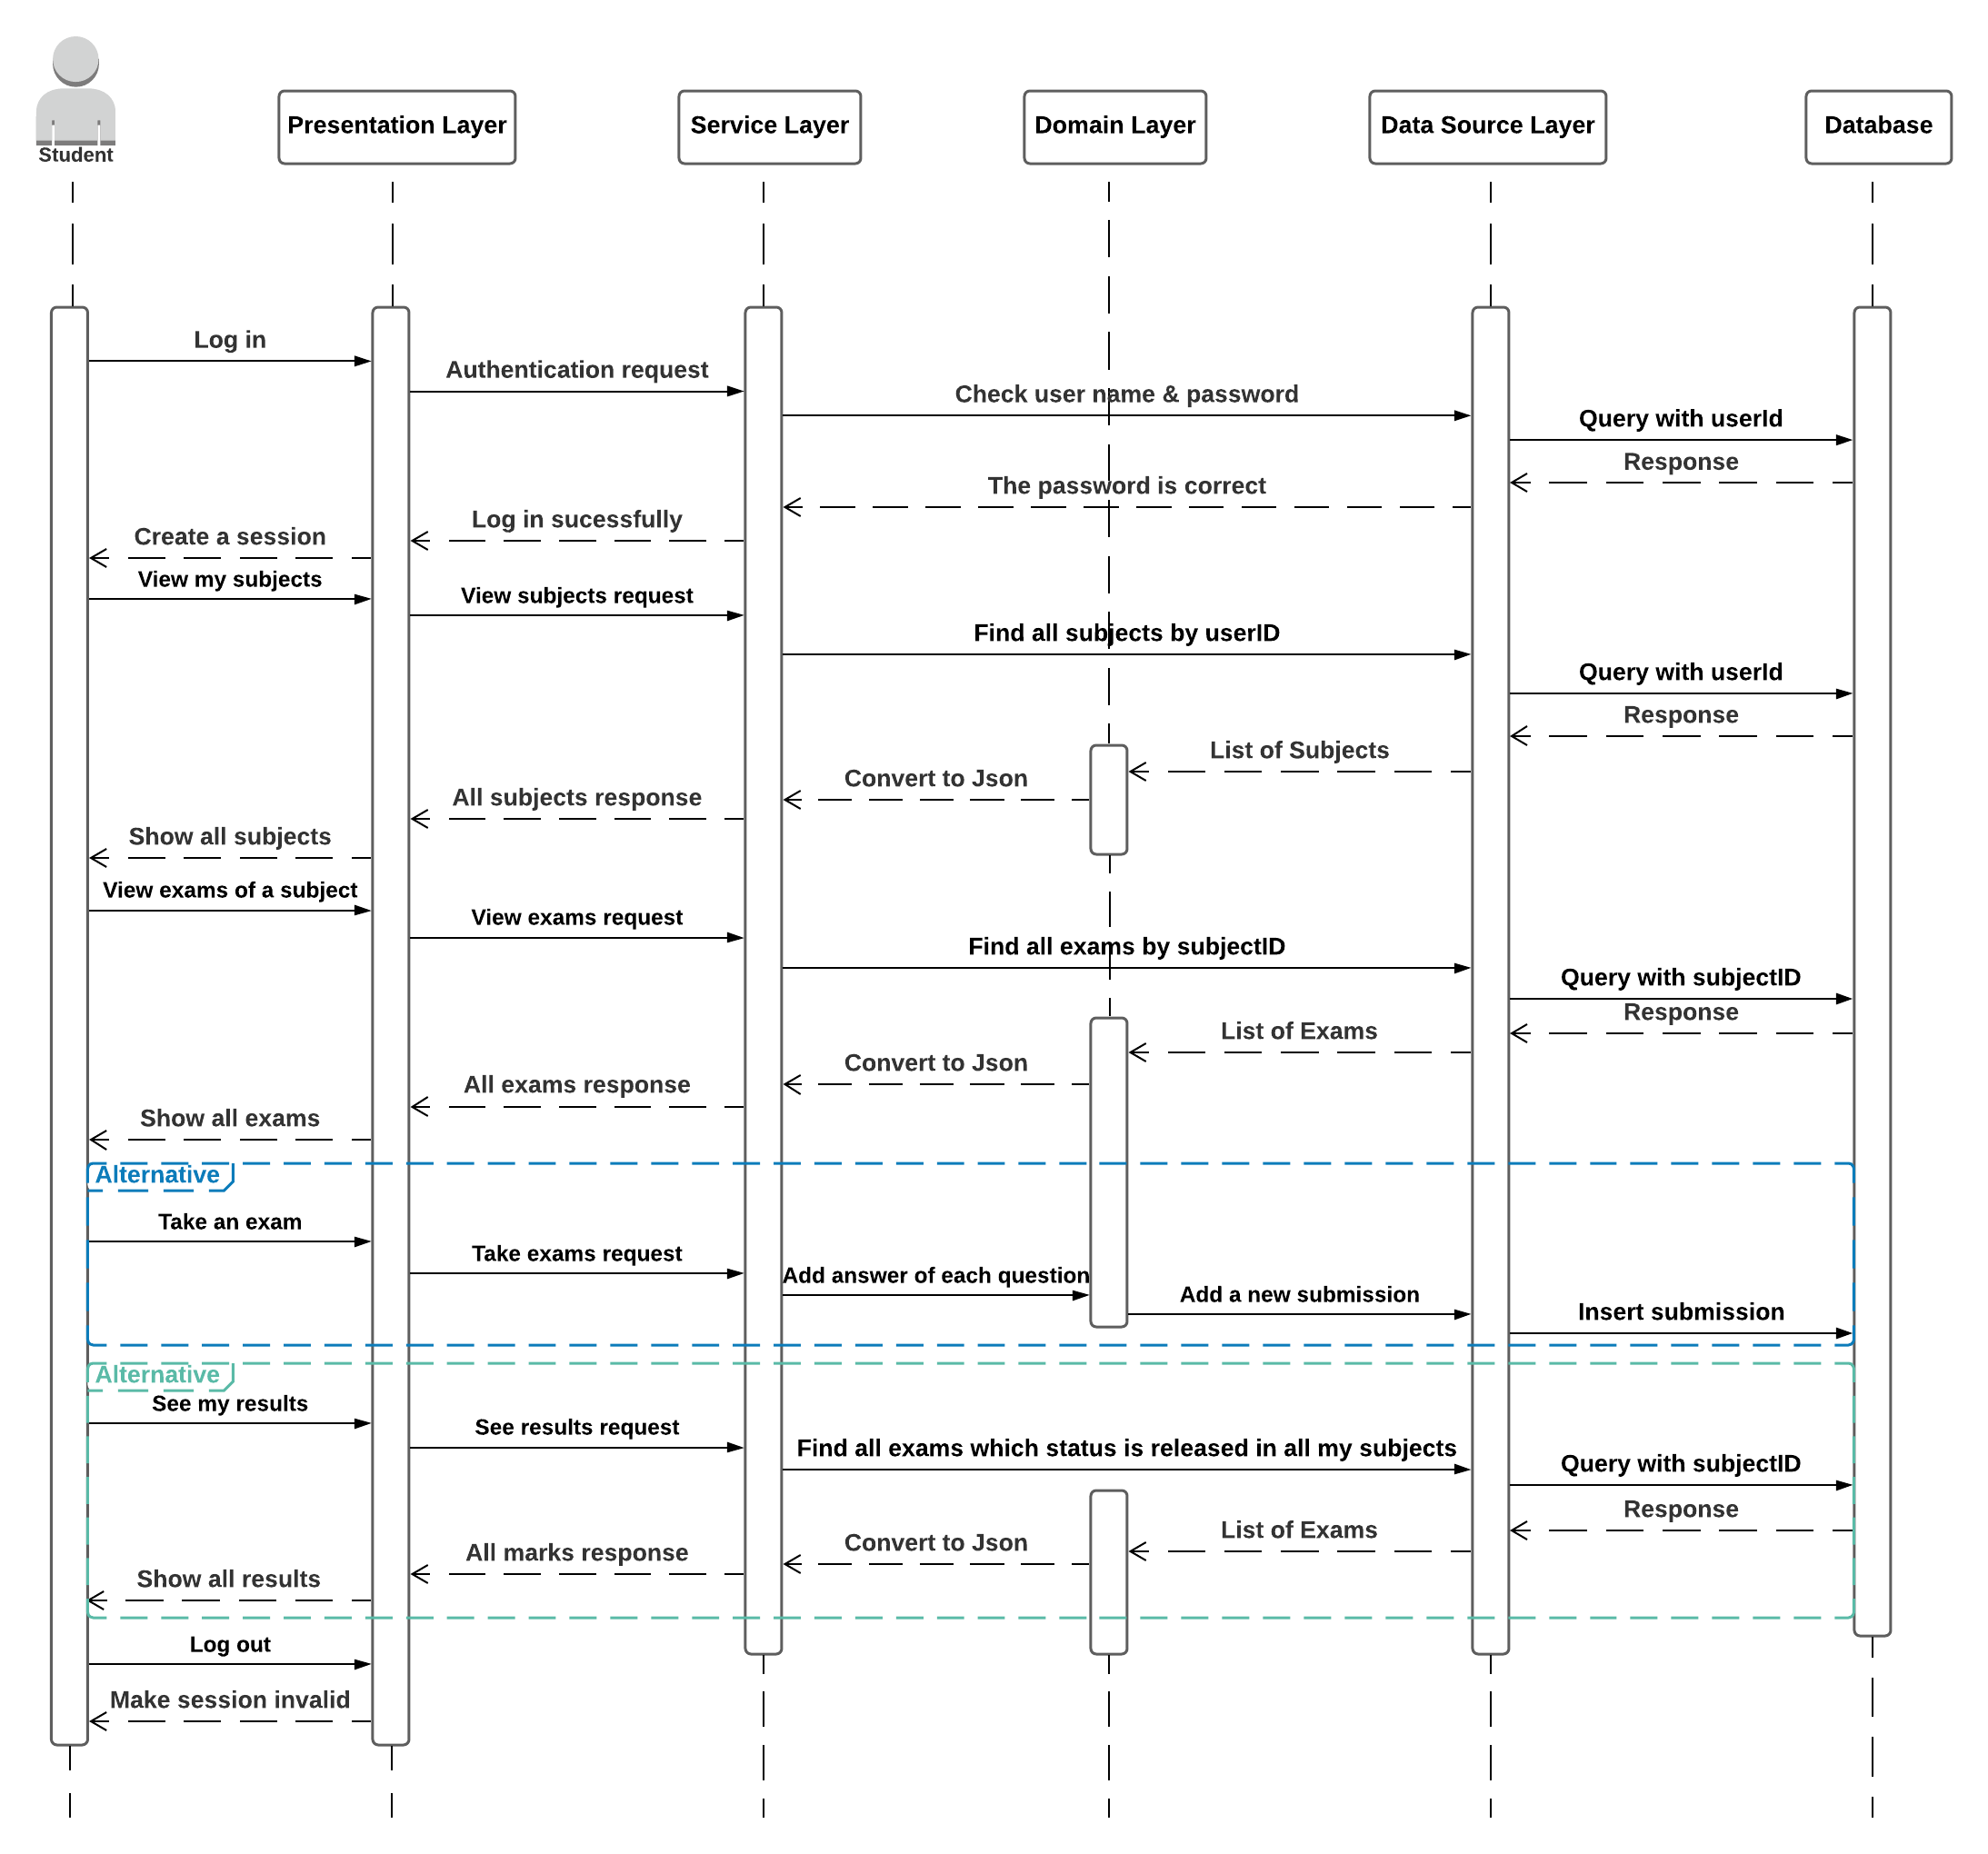 Student
Presentation Layer
Service Layer
Domain Layer
Data Source Layer
Database
Log in
Authentication request
Check user name & password
Query with userId
Response
The password is correct
Log in sucessfully
Create a session
View my subjects
View subjects request
Find all subjects by userID
Query with userId
Response
List of Subjects
Convert to Json
All subjects response
Show all subjects
View exams of a subject
View exams request
Find all exams by subjectID
Query with subjectID
Response
List of Exams
Convert to Json
All exams response
Show all exams
Alternative
Take an exam
Take exams request
Add answer of each question
Add a new submission
Insert submission
Alternative
See my results
See results request
Find all exams which status is released in all my subjects
Query with subjectID
Response
List of Exams
Convert to Json
All marks response
Show all results
Log out
Make session invalid